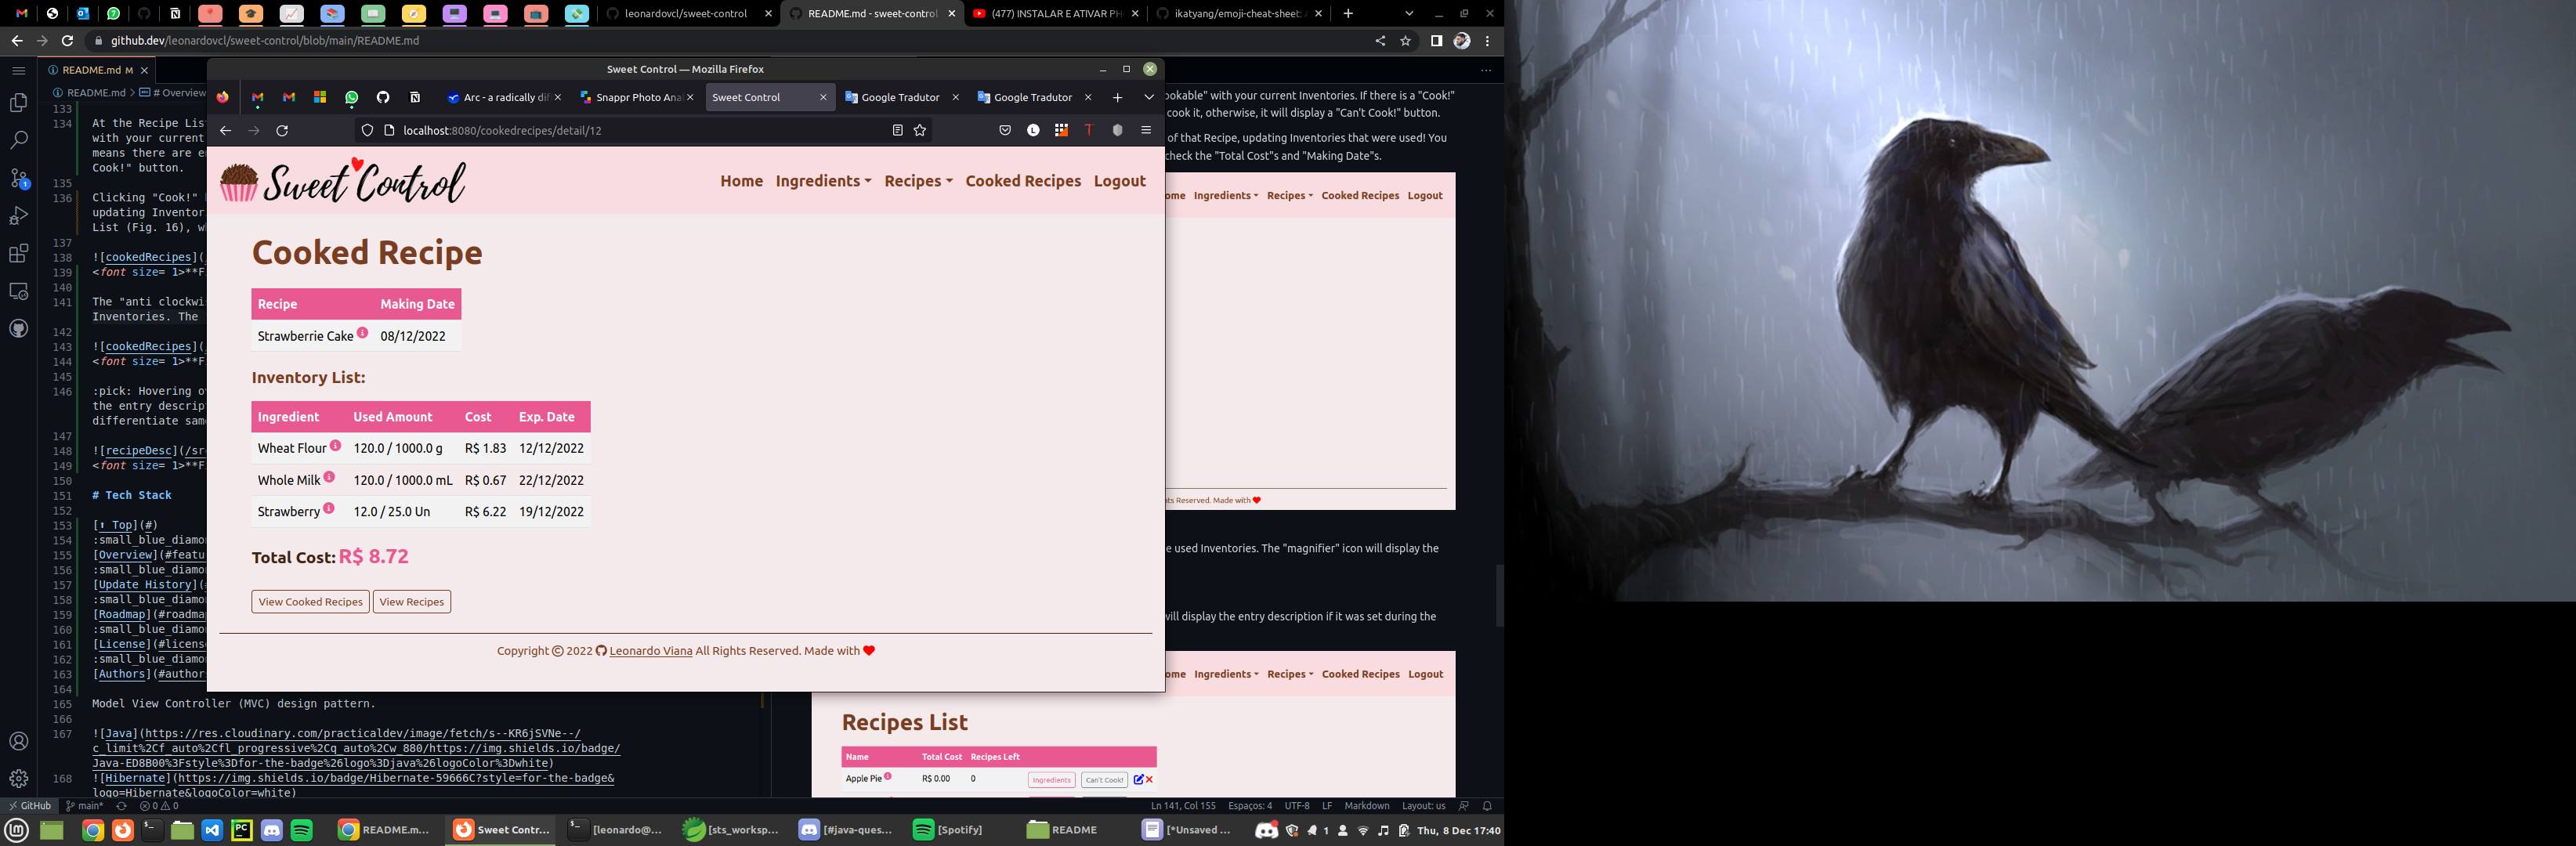 leonardovcl/sweet-control
README.md - sweet-control
(477) INSTALAR E ATIVAR PH
ikatyang/emoji-cheat-sheet:
github.dev/leonardovcl/sweet-control/blob/main/README.md
README.md M
README.md > # Overview
Sweet Control — Mozilla Firefox
Arc - a radically di
Snappr Photo Ana
Sweet Control
Google Tradutor
Google Tradutor
localhost:8080/cookedrecipes/detail/12
Sweet Control
Home Ingredients Recipes Cooked Recipes Logout
Cooked Recipe
Recipe Making Date
Strawberrie Cake 08/12/2022
Inventory List:
Ingredient Used Amount Cost Exp. Date
Wheat Flour 120.0 / 1000.0 g R$ 1.83 12/12/2022
Whole Milk 120.0 / 1000.0 mL R$ 0.67 22/12/2022
Strawberry 12.0 / 25.0 Un R$ 6.22 19/12/2022
Total Cost: R$ 8.72
View Cooked Recipes View Recipes
Copyright © 2022 Leonardo Viana All Rights Reserved. Made with
133
134 At the Recipe Lis
with your current
means there are e
Cook!" button.
135
136 Clicking "Cook!"
updating Inventor
List (Fig. 16), w
137
138 ![cookedRecipes](
139 <font size= 1>**F
140
141 The "anti clockwi
Inventories. The
142
143 ![cookedRecipes](
144 <font size= 1>**F
145
146 :pick: Hovering o
the entry descrip
differentiate sam
147
148 ![recipeDesc](/sr
149 <font size= 1>**F
150
151 # Tech Stack
152
153 [⬆ Top](#)
154 :small_blue_diamon
155 [Overview](#featu
156 :small_blue_diamon
157 [Update History](
158 :small_blue_diamon
159 [Roadmap](#roadmap
160 :small_blue_diamon
161 [License](#licens
162 :small_blue_diamon
163 [Authors](#author
164
165 Model View Controller (MVC) design pattern.
166
167 ![Java](https://res.cloudinary.com/practicaldev/image/fetch/s--KR6jSVNe--/
c_limit%2Cf_auto%2Cfl_progressive%2Cq_auto%2Cw_880/https://img.shields.io/badge/
Java-ED8B00%3Fstyle%3Dfor-the-badge%26logo%3Djava%26logoColor%3Dwhite)
168 ![Hibernate](https://img.shields.io/badge/Hibernate-59666C?style=for-the-badge&
logo=Hibernate&logoColor=white)
ookable" with your current Inventories. If there is a "Cook!"
cook it, otherwise, it will display a "Can't Cook!" button.
of that Recipe, updating Inventories that were used! You
check the "Total Cost"s and "Making Date"s.
ome Ingredients Recipes Cooked Recipes Logout
ts Reserved. Made with
e used Inventories. The "magnifier" icon will display the
vill display the entry description if it was set during the
ome Ingredients Recipes Cooked Recipes Logout
Recipes List
Name Total Cost Recipes Left
Apple Pie R$ 0.00 0 Ingredients Can't Cook!
GitHub main* 0 0
Ln 141, Col 155 Espaços: 4 UTF-8 LF Markdown Layout: us
README.m... Sweet Contr... [leonardo@... [sts_worksp... [#java-ques... [Spotify] README [*Unsaved ... 1 Thu, 8 Dec 17:40